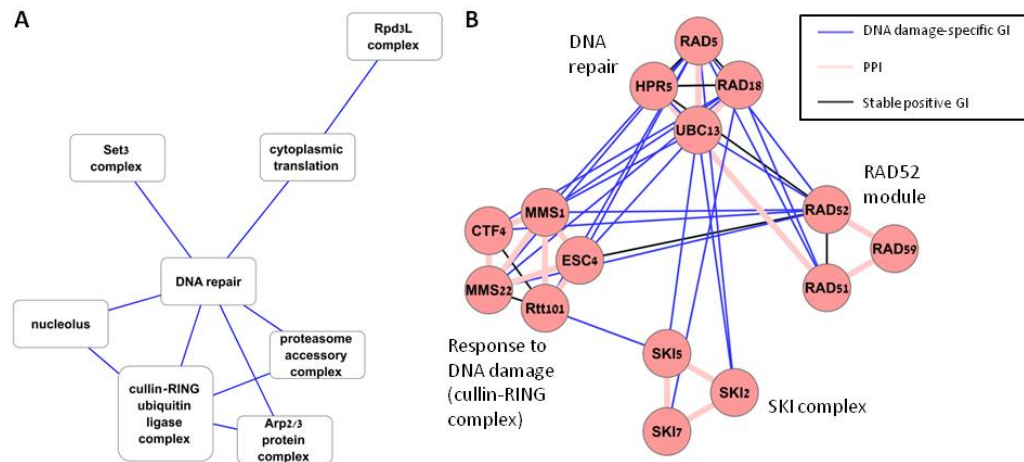 A
Rpd3L
complex
Set3
complex
cytoplasmic
translation
DNA repair
nucleolus
proteasome
accessory
complex
cullin-RING
ubiquitin
ligase
complex
Arp2/3
protein
complex
B
DNA
repair
RAD5
HPR5
RAD18
UBC13
DNA damage-specific GI
PPI
Stable positive GI
RAD52
module
RAD52
RAD59
RAD51
MMS1
CTF4
ESC4
MMS22
Rtt101
Response to
DNA damage
(cullin-RING
complex)
SKI5
SKI2
SKI7
SKI complex